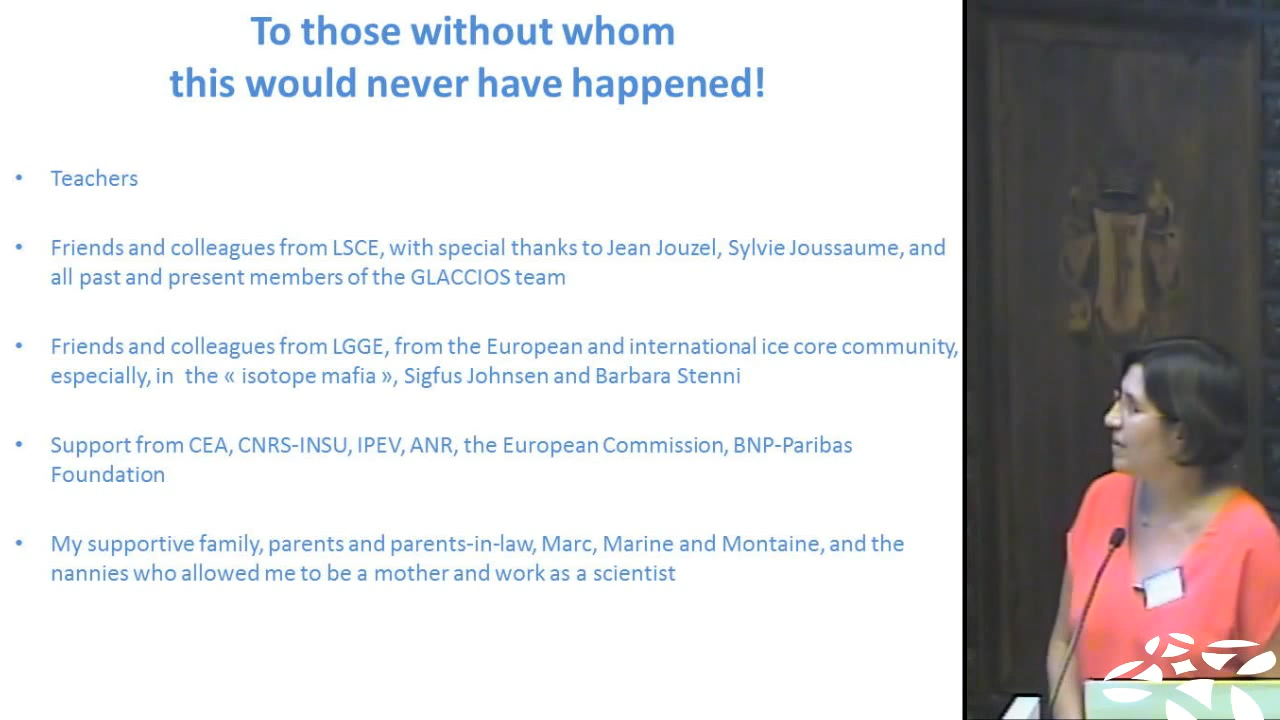 To those without whom
this would never have happened!
• Teachers
• Friends and colleagues from LSCE, with special thanks to Jean Jouzel, Sylvie Joussaume, and
all past and present members of the GLACCIOS team
• Friends and colleagues from LGGE, from the European and international ice core community,
especially, in the « isotope mafia », Sigfus Johnsen and Barbara Stenni
• Support from CEA, CNRS-INSU, IPEV, ANR, the European Commission, BNP-Paribas
Foundation
• My supportive family, parents and parents-in-law, Marc, Marine and Montaine, and the
nannies who allowed me to be a mother and work as a scientist